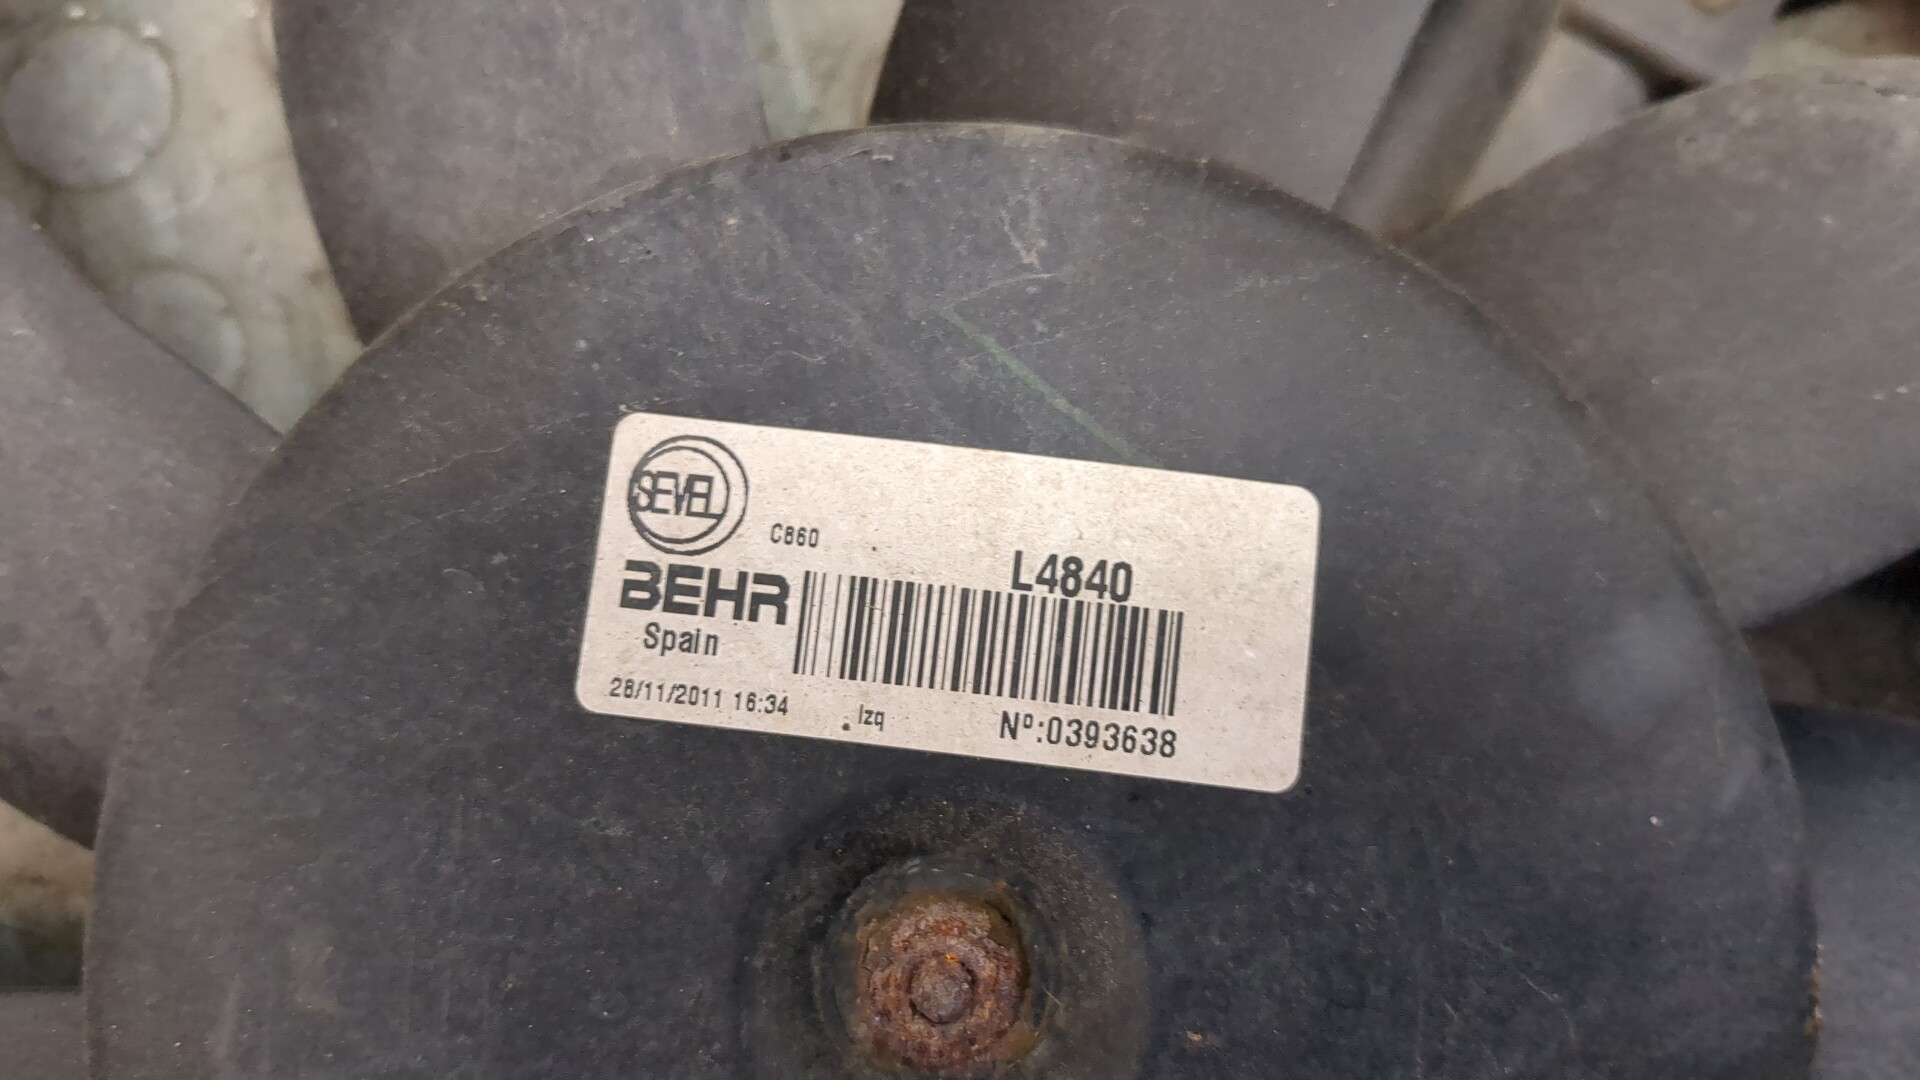 SEVEL
C860
L4840
BEHR
Spain
28/11/2011 16:34
Izq
Nº:0393638